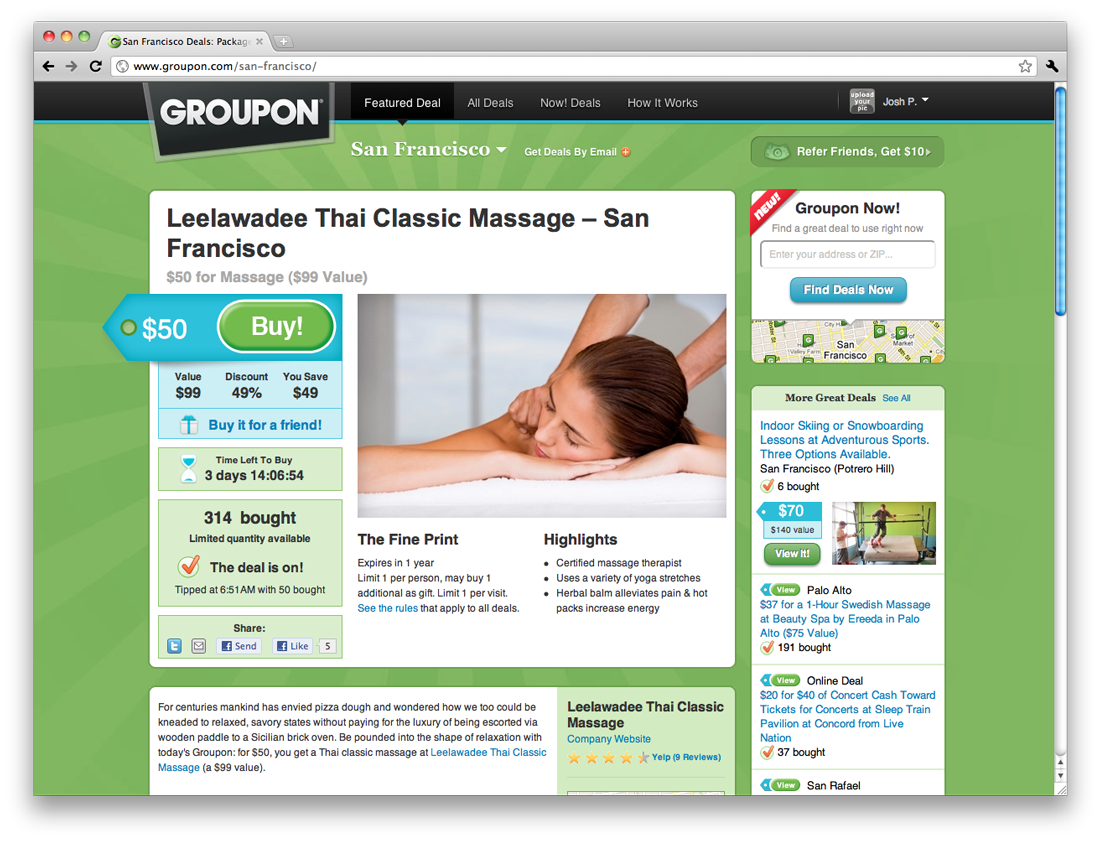 San Francisco Deals: Packag
www.groupon.com/san-francisco/
GROUPON®
Featured Deal
All Deals
Now! Deals
How It Works
upload
your
pic
Josh P.
San Francisco
Get Deals By Email
Refer Friends, Get $10
Leelawadee Thai Classic Massage – San
Francisco
$50 for Massage ($99 Value)
$50
Buy!
Value
Discount
You Save
$99
49%
$49
Buy it for a friend!
Time Left To Buy
3 days 14:06:54
314 bought
Limited quantity available
The deal is on!
Tipped at 6:51AM with 50 bought
Share:
Send
Like
5
The Fine Print
Expires in 1 year
Limit 1 per person, may buy 1
additional as gift. Limit 1 per visit.
See the rules that apply to all deals.
Highlights
Certified massage therapist
Uses a variety of yoga stretches
Herbal balm alleviates pain & hot
packs increase energy
For centuries mankind has envied pizza dough and wondered how we too could be
kneaded to relaxed, savory states without paying for the luxury of being escorted via
wooden paddle to a Sicilian brick oven. Be pounded into the shape of relaxation with
today's Groupon: for $50, you get a Thai classic massage at Leelawadee Thai Classic
Massage (a $99 value).
Leelawadee Thai Classic
Massage
Company Website
Yelp (9 Reviews)
new!
Groupon Now!
Find a great deal to use right now
Enter your address or ZIP...
Find Deals Now
City H
San
Francisco
of
Market
Valley Farm
More Great Deals See All
Indoor Skiing or Snowboarding
Lessons at Adventurous Sports.
Three Options Available.
San Francisco (Potrero Hill)
6 bought
$70
$140 value
View It!
View Palo Alto
$37 for a 1-Hour Swedish Massage
at Beauty Spa by Ereeda in Palo
Alto ($75 Value)
191 bought
View Online Deal
$20 for $40 of Concert Cash Toward
Tickets for Concerts at Sleep Train
Pavilion at Concord from Live
Nation
37 bought
View San Rafael